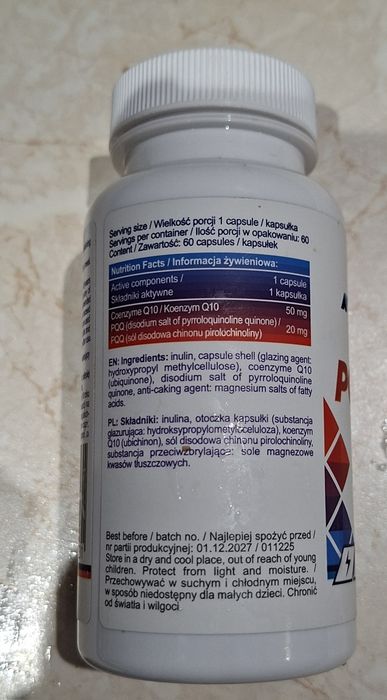 Serving size / Wielkość porcji 1 capsule / kapsułka
Servings per container / Ilość porcji w opakowaniu: 60
Content / Zawartość: 60 capsules / kapsułek
Nutrition Facts / Informacja żywieniowa:
Active components / 1 capsule
Składniki aktywne 1 kapsułka
Coenzyme Q10 / Koenzym Q10 50 mg
PQQ (disodium salt of pyrroloquinoline quinone) / 20 mg
PQQ (sól disodowa chinonu pirolochinoliny)
EN: Ingredients: inulin, capsule shell (glazing agent:
hydroxypropyl methylcellulose), coenzyme Q10
(ubiquinone), disodium salt of pyrroloquinoline
quinone, anti-caking agent: magnesium salts of fatty
acids.
PL: Składniki: inulina, otoczka kapsułki (substancja
glazurująca: hydroksypropylometyloceluloza), koenzym
Q10 (ubichinon), sól disodowa chinonu pirolochinoliny,
substancja przeciwzbrylająca: sole magnezowe
kwasów tłuszczowych.
Best before / batch no. / Najlepiej spożyć przed /
nr partii produkcyjnej: 01.12.2027 / 011225
Store in a dry and cool place, out of reach of young
children. Protect from light and moisture. /
Przechowywać w suchym i chłodnym miejscu,
w sposób niedostępny dla małych dzieci. Chronić
od światła i wilgoci